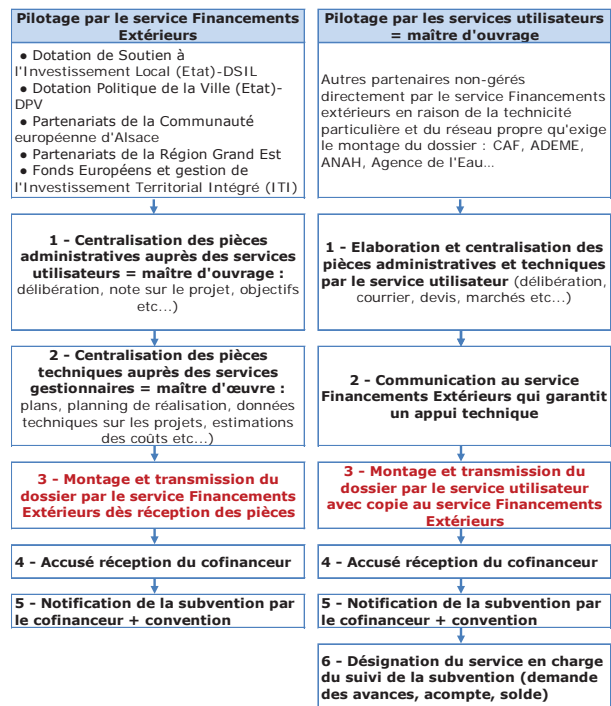 Pilotage par le service Financements
Extérieurs
● Dotation de Soutien à
l'Investissement Local (Etat)-DSIL
● Dotation Politique de la Ville (Etat)-
DPV
● Partenariats de la Communauté
européenne d'Alsace
● Partenariats de la Région Grand Est
● Fonds Européens et gestion de
l'Investissement Territorial Intégré (ITI)
1 - Centralisation des pièces
administratives auprès des services
utilisateurs = maître d'ouvrage :
délibération, note sur le projet, objectifs
etc...)
2 - Centralisation des pièces
techniques auprès des services
gestionnaires = maître d'œuvre :
plans, planning de réalisation, données
techniques sur les projets, estimations
des coûts etc...)
3 - Montage et transmission du
dossier par le service Financements
Extérieurs dès réception des pièces
4 - Accusé réception du cofinanceur
5 - Notification de la subvention par
le cofinanceur + convention
Pilotage par les services utilisateurs
= maître d'ouvrage
Autres partenaires non-gérés
directement par le service Financements
extérieurs en raison de la technicité
particulière et du réseau propre qu'exige
le montage du dossier : CAF, ADEME,
ANAH, Agence de l'Eau...
1 - Elaboration et centralisation des
pièces administratives et techniques
par le service utilisateur (délibération,
courrier, devis, marchés etc...)
2 - Communication au service
Financements Extérieurs qui garantit
un appui technique
3 - Montage et transmission du
dossier par le service utilisateur
avec copie au service Financements
Extérieurs
4 - Accusé réception du cofinanceur
5 - Notification de la subvention par
le cofinanceur + convention
6 - Désignation du service en charge
du suivi de la subvention (demande
des avances, acompte, solde)